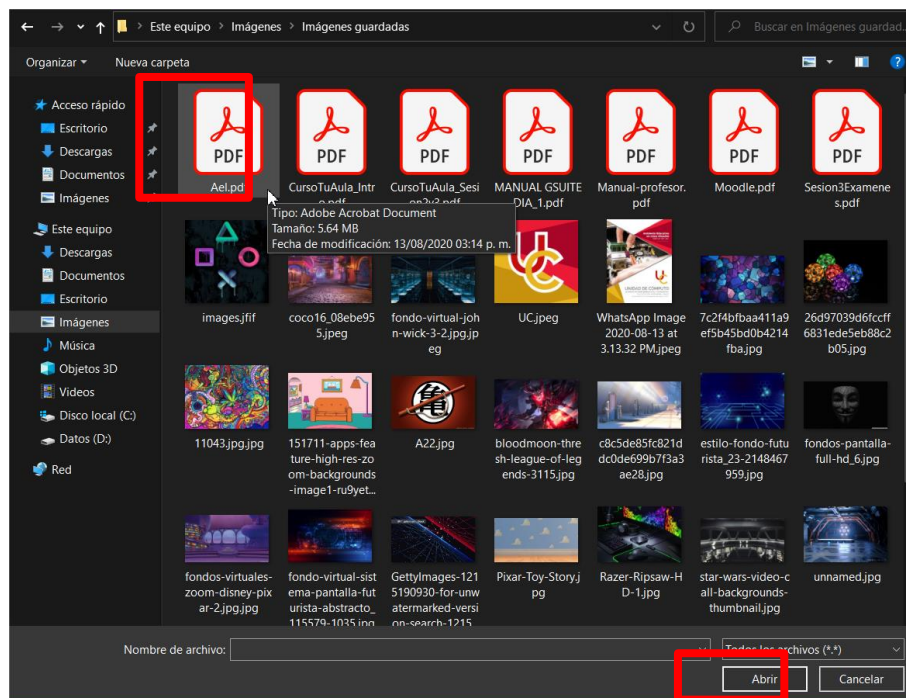 Este equipo > Imágenes > Imágenes guardadas
Buscar en Imágenes guardad...
Organizar
Nueva carpeta
Acceso rápido
Escritorio
Descargas
Documentos
Imágenes
Este equipo
Descargas
Documentos
Escritorio
Imágenes
Música
Objetos 3D
Videos
Disco local (C:)
Datos (D:)
Red
PDF
PDF
PDF
PDF
PDF
PDF
PDF
Ael.pdf
CursoTuAula_Intr
o.pdf
CursoTuAula_Sesi
on2y3.pdf
MANUAL GSUITE
DIA_1.pdf
Manual-profesor.
pdf
Moodle.pdf
Sesion3Examene
s.pdf
Tipo: Adobe Acrobat Document
Tamaño: 5.64 MB
Fecha de modificación: 13/08/2020 03:14 p. m.
images.jfif
coco16_08ebe95
5.jpeg
fondo-virtual-joh
n-wick-3-2.jpg.jp
eg
UC.jpeg
WhatsApp Image
2020-08-13 at
3.13.32 PM.jpeg
7c2f4bfbaa411a9
ef5b45bd0b4214
fba.jpg
26d97039d6fccff
6831ede5eb88c2
b05.jpg
11043.jpg.jpg
151711-apps-fea
ture-high-res-zo
om-backgrounds
-image1-ru9yet...
A22.jpg
bloodmoon-thre
sh-league-of-leg
ends-3115.jpg
c8c5de85fc821d
dc0de699b7f3a3
ae28.jpg
estilo-fondo-futu
rista_23-2148467
959.jpg
fondos-pantalla-
full-hd_6.jpg
fondos-virtuales-
zoom-disney-pix
ar-2.jpg.jpg
fondo-virtual-sist
ema-pantalla-fut
urista-abstracto_
115579-1035.jpg
GettyImages-121
5190930-for-unw
atermarked-versi
on-search-1215
Pixar-Toy-Story.j
pg
Razer-Ripsaw-H
D-1.jpg
star-wars-video-c
all-backgrounds-
thumbnail.jpg
unnamed.jpg
Nombre de archivo:
Todos los archivos (*.*)
Abrir
Cancelar